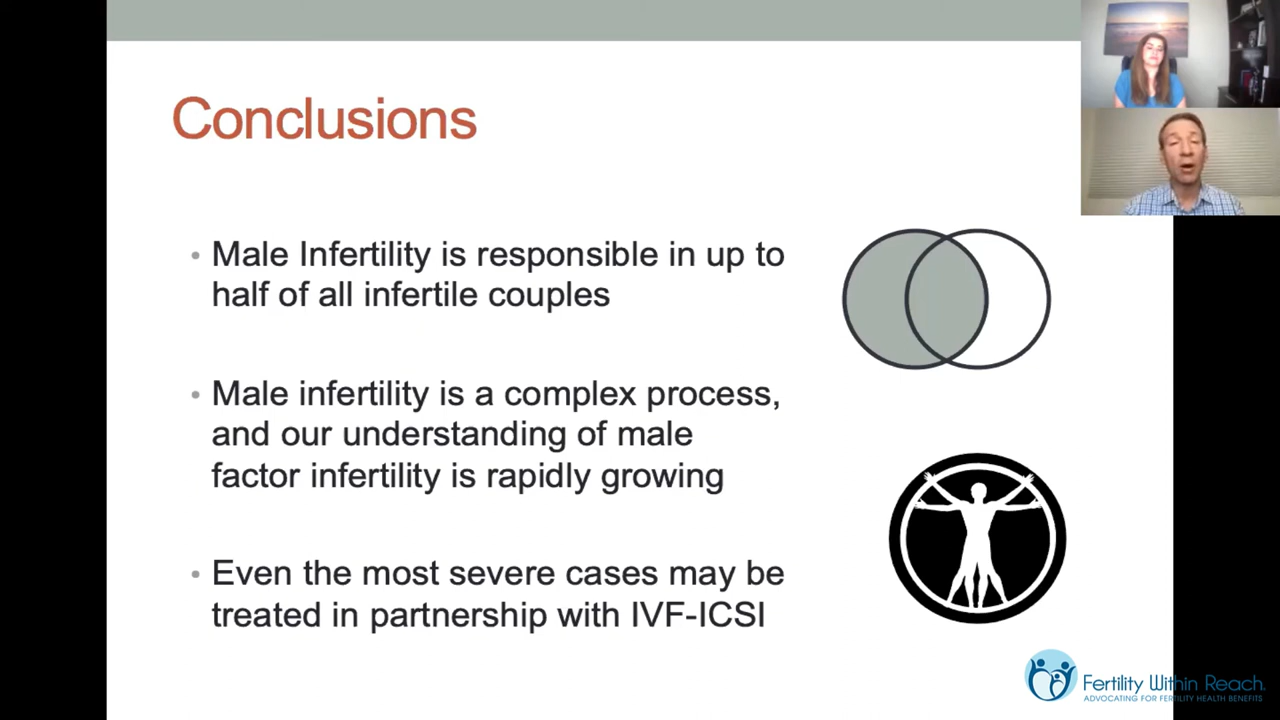 Conclusions
• Male Infertility is responsible in up to
half of all infertile couples
• Male infertility is a complex process,
and our understanding of male
factor infertility is rapidly growing
• Even the most severe cases may be
treated in partnership with IVF-ICSI
Fertility Within Reach.
ADVOCATING FOR FERTILITY HEALTH BENEFITS